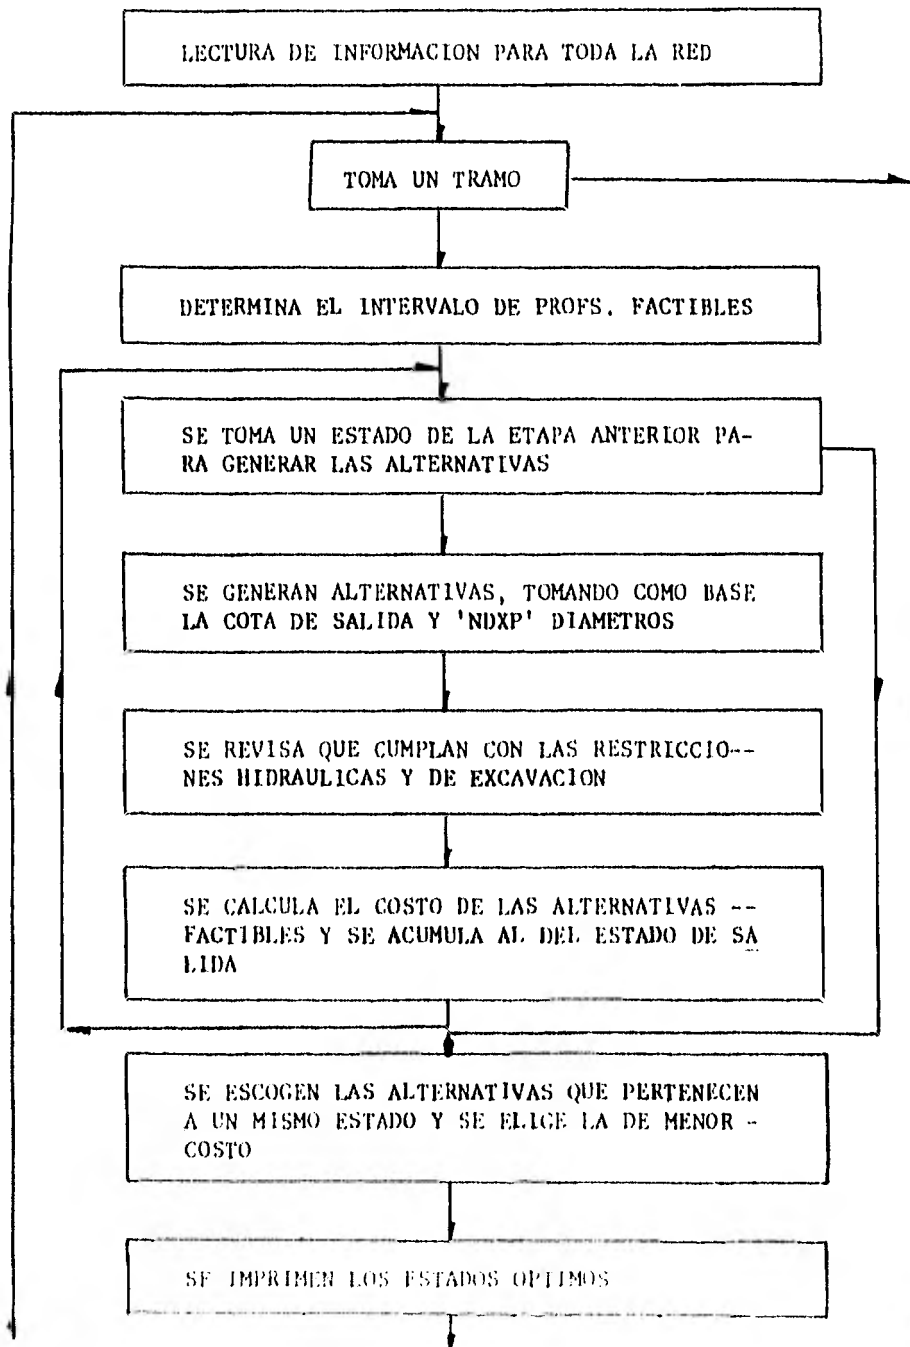 LECTURA DE INFORMACION PARA TODA LA RED
TOMA UN TRAMO
DETERMINA EL INTERVALO DE PROFS. FACTIBLES
SE TOMA UN ESTADO DE LA ETAPA ANTERIOR PA-
RA GENERAR LAS ALTERNATIVAS
SE GENERAN ALTERNATIVAS, TOMANDO COMO BASE
LA COTA DE SALIDA Y 'NDXP' DIAMETROS
SE REVISA QUE CUMPLAN CON LAS RESTRICCIO--
NES HIDRAULICAS Y DE EXCAVACION
SE CALCULA EL COSTO DE LAS ALTERNATIVAS --
FACTIBLES Y SE ACUMULA AL DEL ESTADO DE SA
LIDA
SE ESCOGEN LAS ALTERNATIVAS QUE PERTENECEN
A UN MISMO ESTADO Y SE ELIGE LA DE MENOR -
COSTO
SE IMPRIMEN LOS ESTADOS OPTIMOS